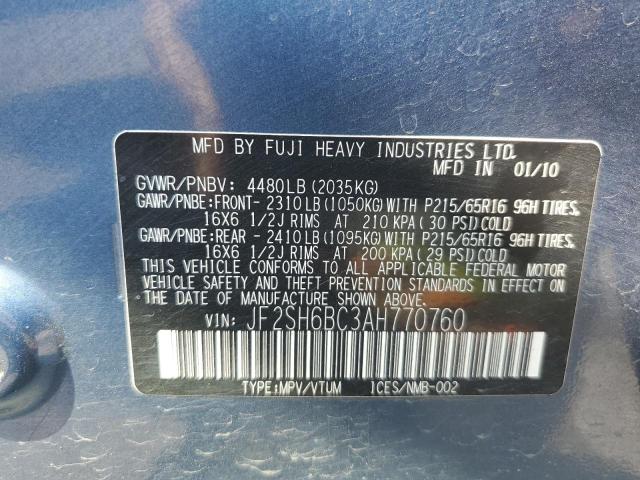 MFD BY FUJI HEAVY INDUSTRIES LTD.
MFD IN 01/10
GVWR/PNBV: 4480LB(2035KG)
GAWR/PNBE:FRONT- 2310LB(1050KG)WITH P215/65R16 96H TIRES,
16X6 1/2J RIMS AT 210 KPA(30 PSI)COLD
GAWR/PNBE:REAR - 2410LB(1095KG)WITH P215/65R16 96H TIRES,
16X6 1/2J RIMS AT 200 KPA(29 PSI)COLD
THIS VEHICLE CONFORMS TO ALL APPLICABLE FEDERAL MOTOR
VEHICLE SAFETY AND THEFT PREVENTION STANDARDS IN EFFECT
ON THE DATE OF MANUFACTURE SHOWN ABOVE.
VIN: JF2SH6BC3AH770760
TYPE:MPV/VTUM ICES/NMB-002